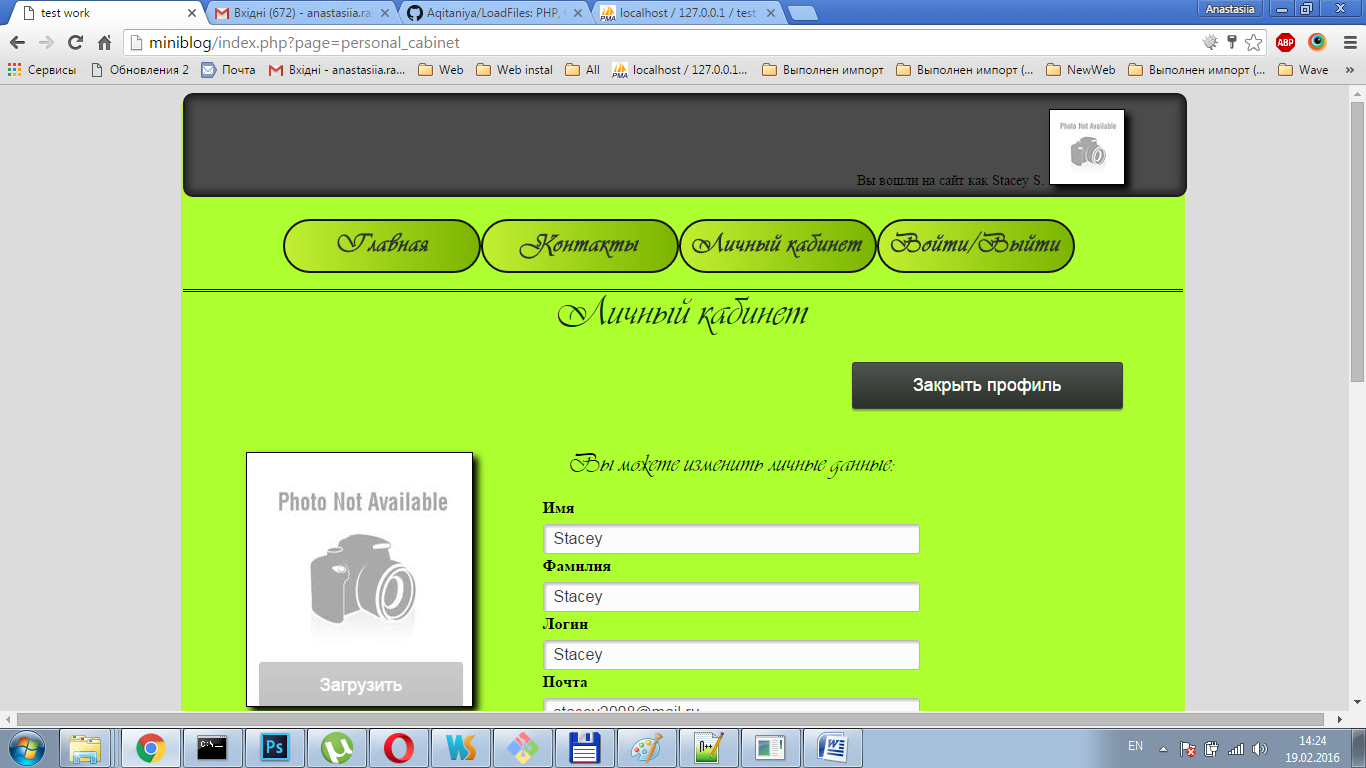 test work
Вхідні (672) - anastasiia.ra
Aqitaniya/LoadFiles: PHP,
localhost / 127.0.0.1 / test
Anastasiia
miniblog/index.php?page=personal_cabinet
ABP
Сервисы
Обновления 2
Почта
Вхідні - anastasiia.ra...
Web
Web instal
All
localhost / 127.0.0.1...
Выполнен импорт
Выполнен импорт (...
NewWeb
Выполнен импорт (...
Wave
»
Photo Not Available
Вы вошли на сайт как Stacey S.
Главная
Контакты
Личный кабинет
Войти/Выйти
Личный кабинет
Закрыть профиль
Photo Not Available
Загрузить
Вы можете изменить личные данные:
Имя
Stacey
Фамилия
Stacey
Логин
Stacey
Почта
stacey2008@mail.ru
EN
14:24
19.02.2016